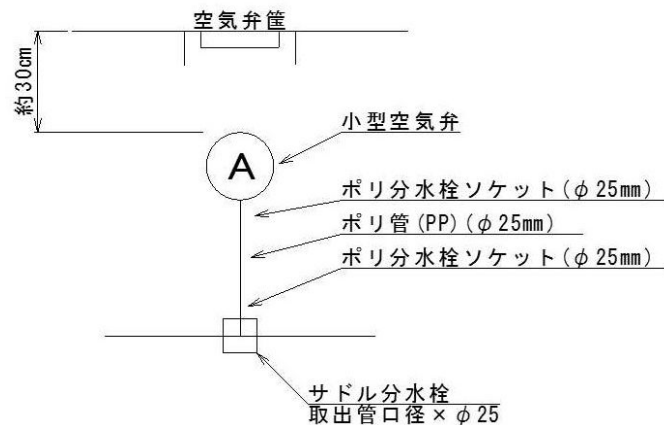 空気弁筐
約30cm
小型空気弁
A
ポリ分水栓ソケット(φ25mm)
ポリ管(PP)(φ25mm)
ポリ分水栓ソケット(φ25mm)
サドル分水栓
取出管口径×φ25